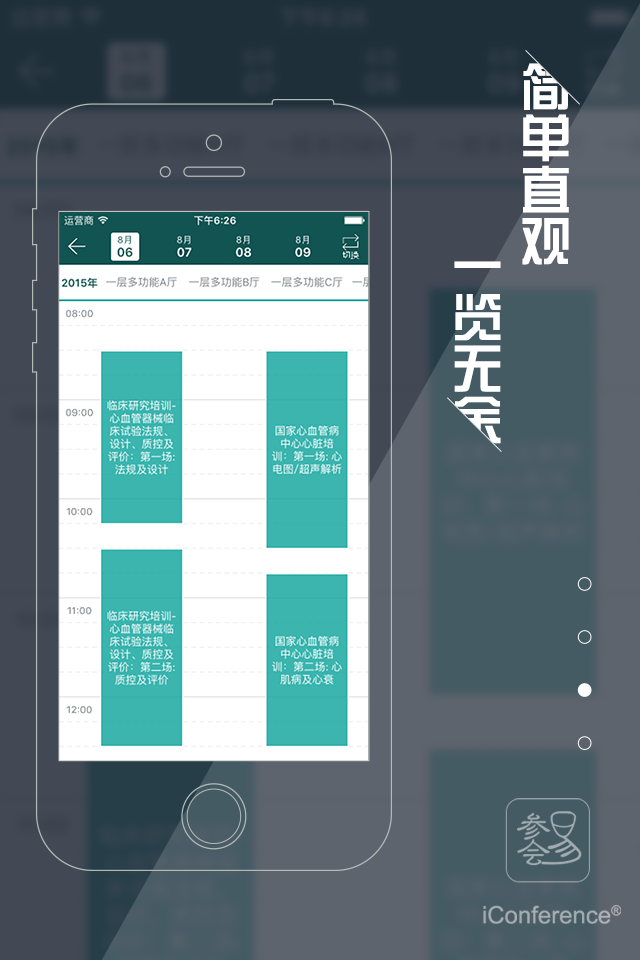 简单直观
一览无余
运营商
下午6:26
8月
06
8月
07
8月
08
8月
09
切换
2015年
一层多功能A厅
一层多功能B厅
一层多功能C厅
一层
08:00
09:00
10:00
11:00
12:00
临床研究培训-
心血管器械临
床试验法规、
设计、质控及
评价：第一场:
法规及设计
国家心血管病
中心心脏培
训：第一场: 心
电图/超声解析
临床研究培训-
心血管器械临
床试验法规、
设计、质控及
评价：第二场:
质控及评价
国家心血管病
中心心脏培
训：第二场: 心
肌病及心衰
参会易
iConference®